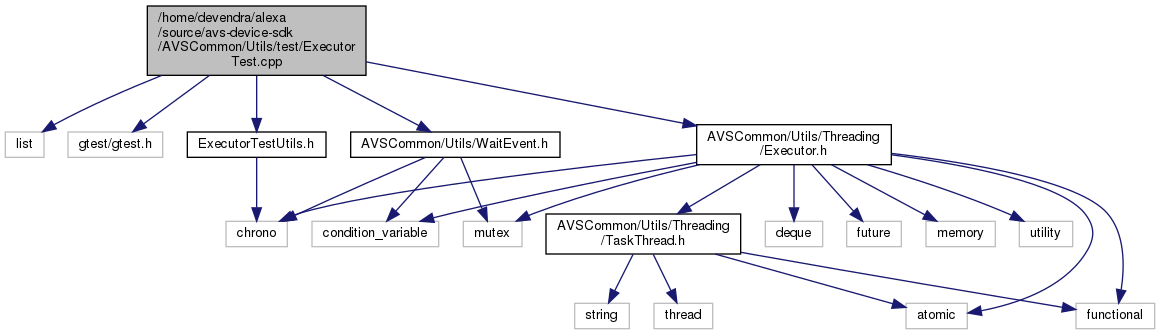 /home/devendra/alexa
/source/avs-device-sdk
/AVSCommon/Utils/test/Executor
Test.cpp
list
gtest/gtest.h
ExecutorTestUtils.h
AVSCommon/Utils/WaitEvent.h
AVSCommon/Utils/Threading
/Executor.h
chrono
condition_variable
mutex
AVSCommon/Utils/Threading
/TaskThread.h
deque
future
memory
utility
string
thread
atomic
functional